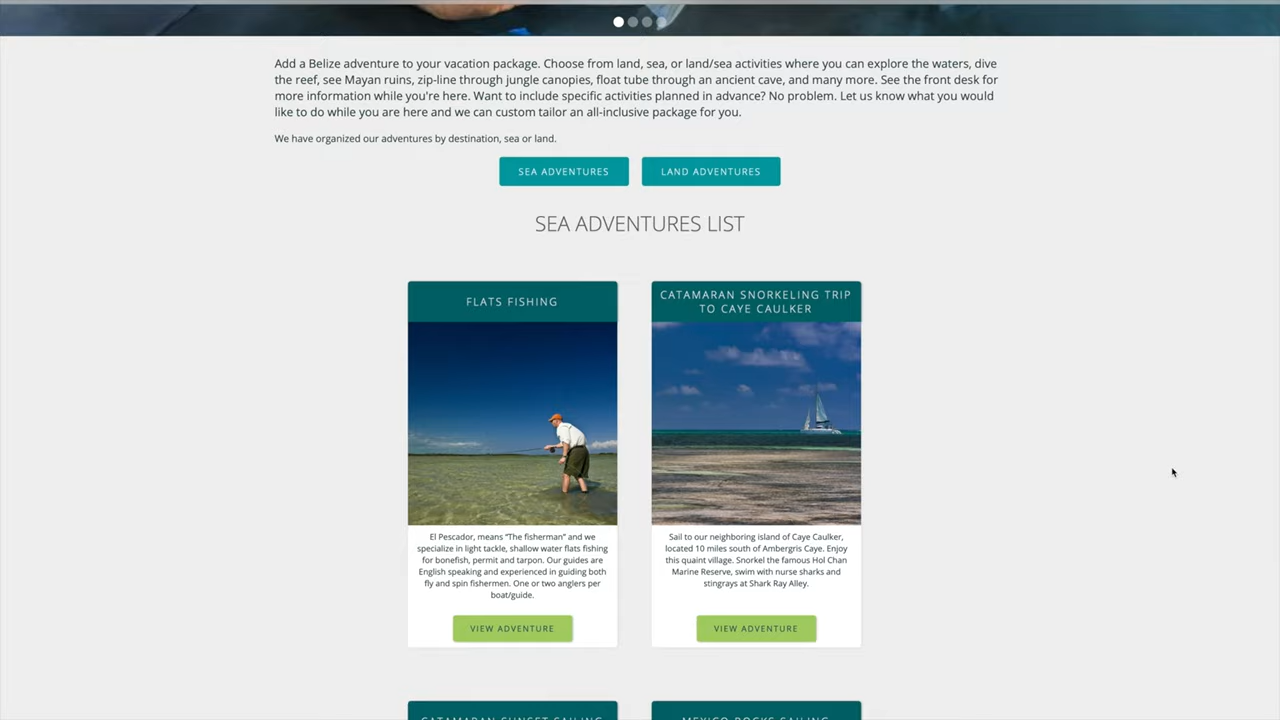 Add a Belize adventure to your vacation package. Choose from land, sea, or land/sea activities where you can explore the waters, dive
the reef, see Mayan ruins, zip-line through jungle canopies, float tube through an ancient cave, and many more. See the front desk for
more information while you're here. Want to include specific activities planned in advance? No problem. Let us know what you would
like to do while you are here and we can custom tailor an all-inclusive package for you.
We have organized our adventures by destination, sea or land.
SEA ADVENTURES
LAND ADVENTURES
SEA ADVENTURES LIST
FLATS FISHING
El Pescador, means “The fisherman” and we
specialize in light tackle, shallow water flats fishing
for bonefish, permit and tarpon. Our guides are
English speaking and experienced in guiding both
fly and spin fishermen. One or two anglers per
boat/guide.
VIEW ADVENTURE
CATAMARAN SNORKELING TRIP
TO CAYE CAULKER
Sail to our neighboring island of Caye Caulker,
located 10 miles south of Ambergris Caye. Enjoy
this quaint village. Snorkel the famous Hol Chan
Marine Reserve, swim with nurse sharks and
stingrays at Shark Ray Alley.
VIEW ADVENTURE
CATAMARAN SUNSET SAILING
MEXICO ROCKS SAILING